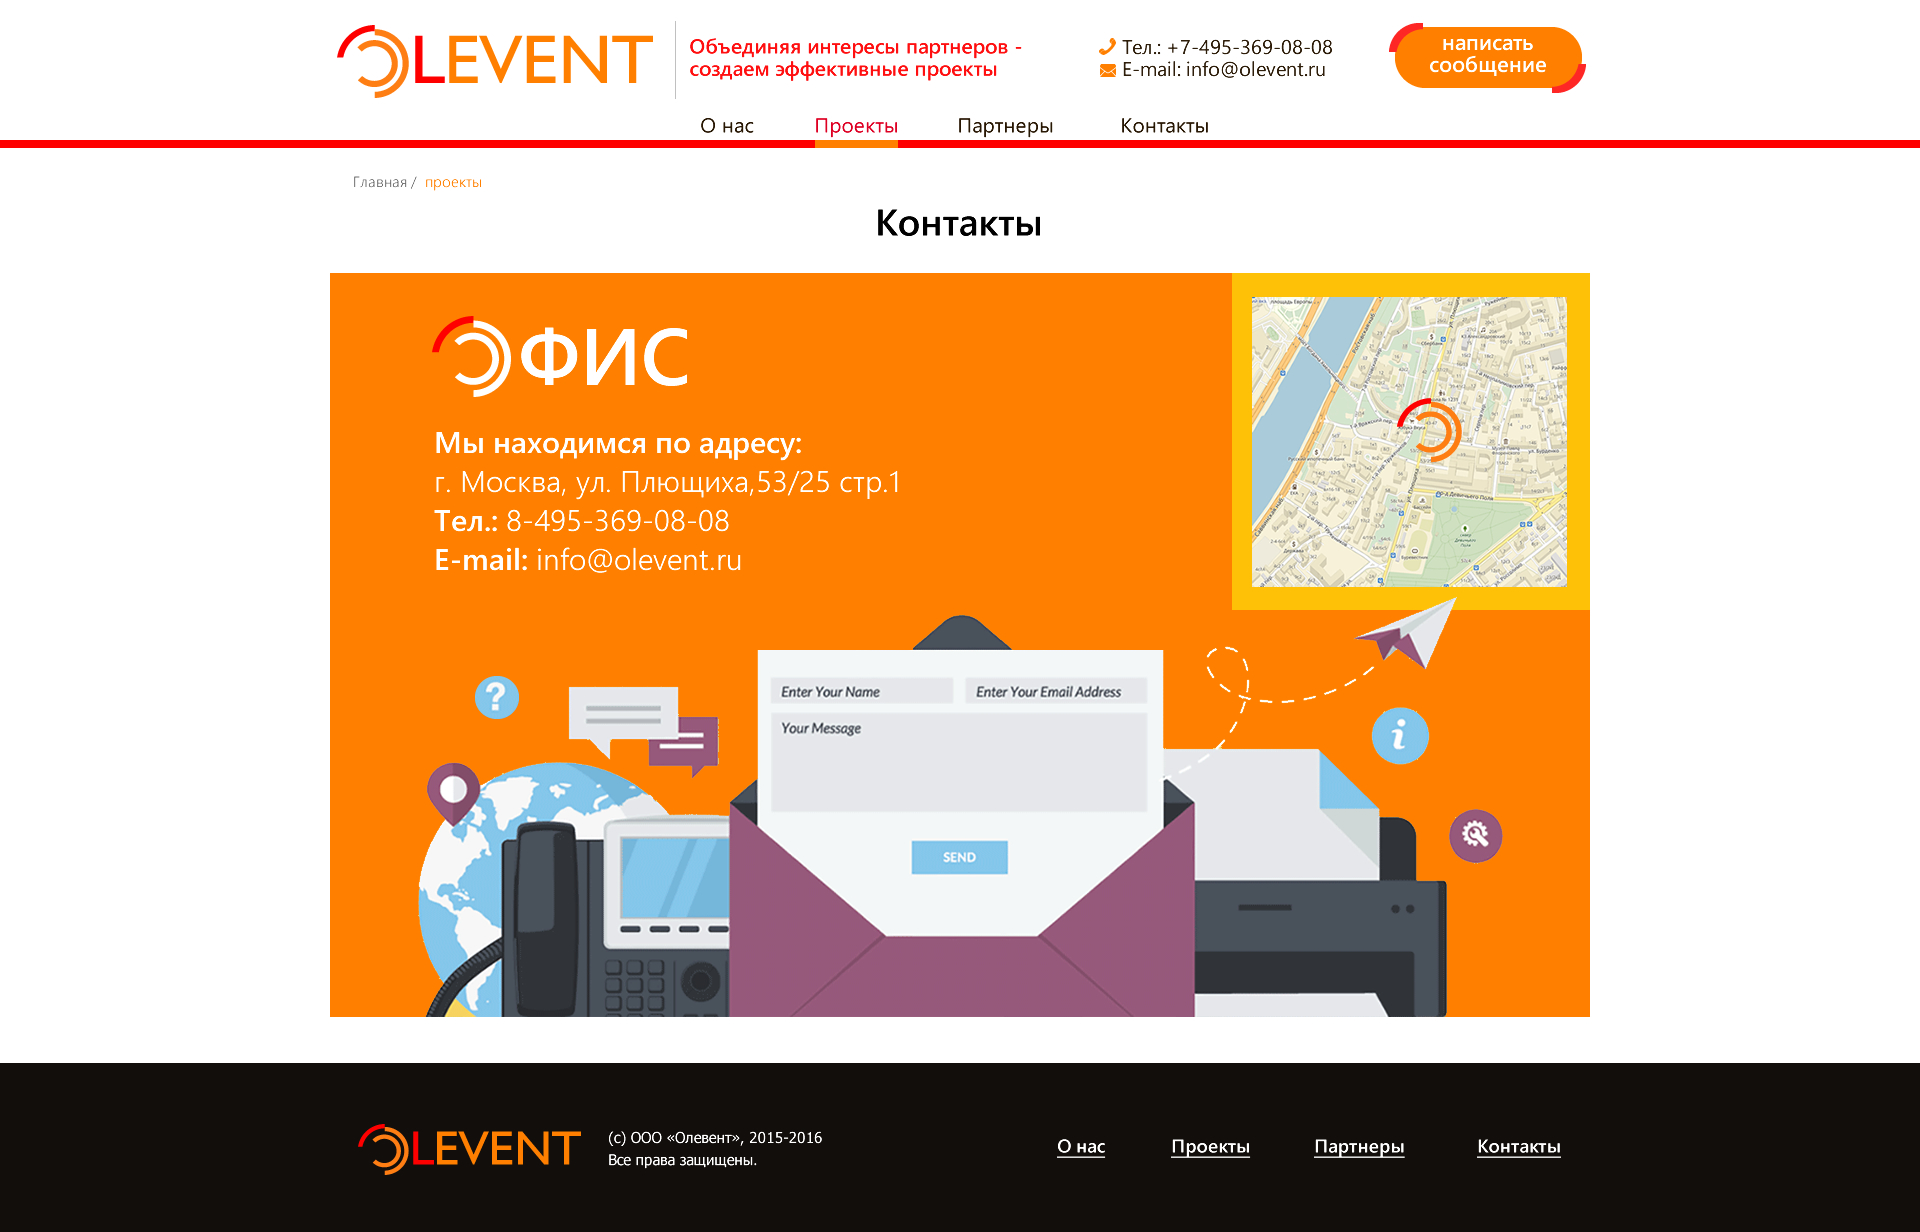 OLEVENT
Объединяя интересы партнеров -
создаем эффективные проекты
Тел.: +7-495-369-08-08
E-mail: info@olevent.ru
написать
сообщение
О нас
Проекты
Партнеры
Контакты
Главная / проекты
Контакты
ОФИС
Мы находимся по адресу:
г. Москва, ул. Плющиха,53/25 стр.1
Тел.: 8-495-369-08-08
E-mail: info@olevent.ru
Enter Your Name
Enter Your Email Address
Your Message
SEND
OLEVENT
(с) ООО «Олевент», 2015-2016
Все права защищены.
О нас
Проекты
Партнеры
Контакты